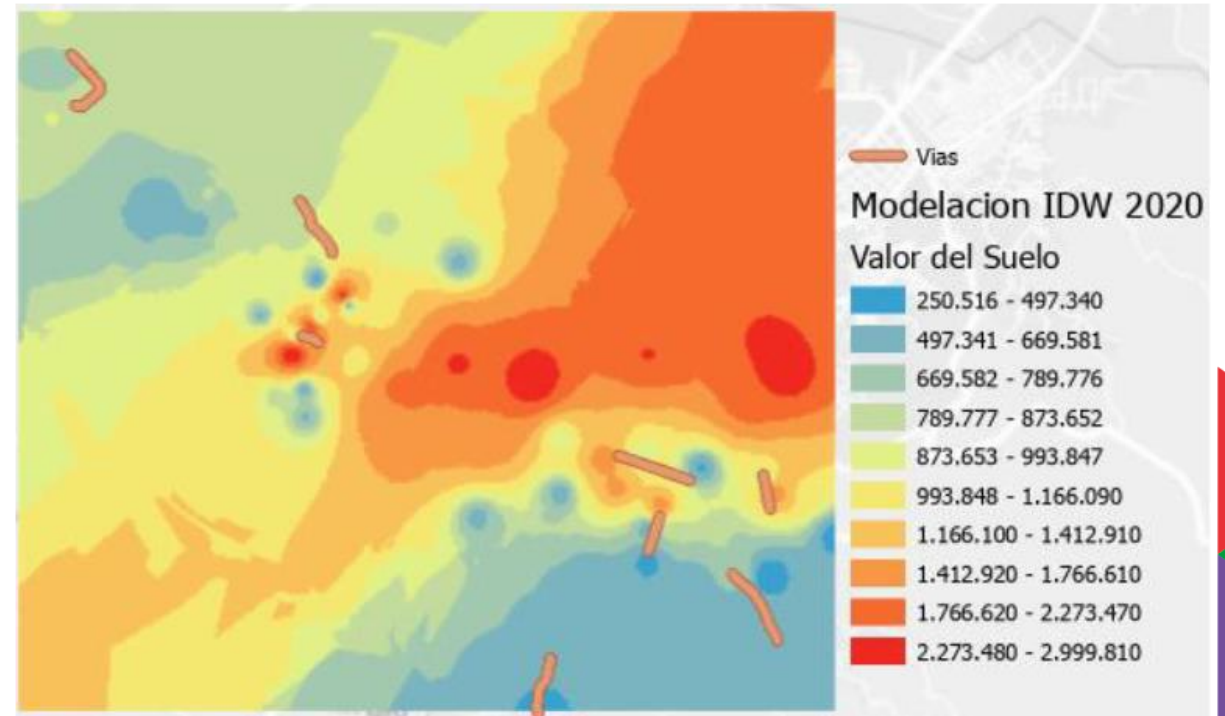 Vias
Modelacion IDW 2020
Valor del Suelo
250.516 - 497.340
497.341 - 669.581
669.582 - 789.776
789.777 - 873.652
873.653 - 993.847
993.848 - 1.166.090
1.166.100 - 1.412.910
1.412.920 - 1.766.610
1.766.620 - 2.273.470
2.273.480 - 2.999.810